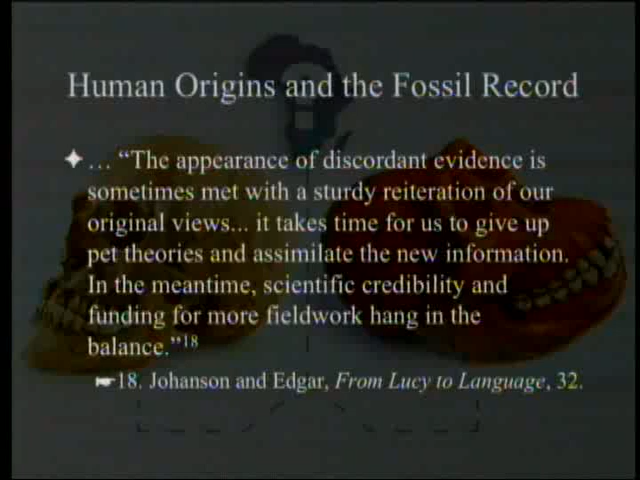 Human Origins and the Fossil Record
✦… “The appearance of discordant evidence is
sometimes met with a sturdy reiteration of our
original views... it takes time for us to give up
pet theories and assimilate the new information.
In the meantime, scientific credibility and
funding for more fieldwork hang in the
balance.”18
☛18. Johanson and Edgar, From Lucy to Language, 32.